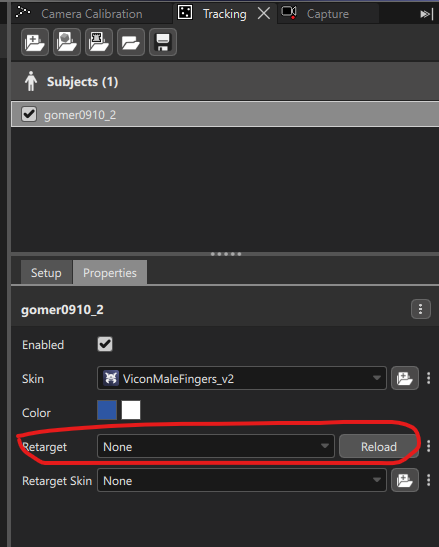 Camera Calibration Tracking Capture
Subjects (1)
gomer0910_2
Setup Properties
gomer0910_2
Enabled
Skin ViconMaleFingers_v2
Color
Retarget None Reload
Retarget Skin None